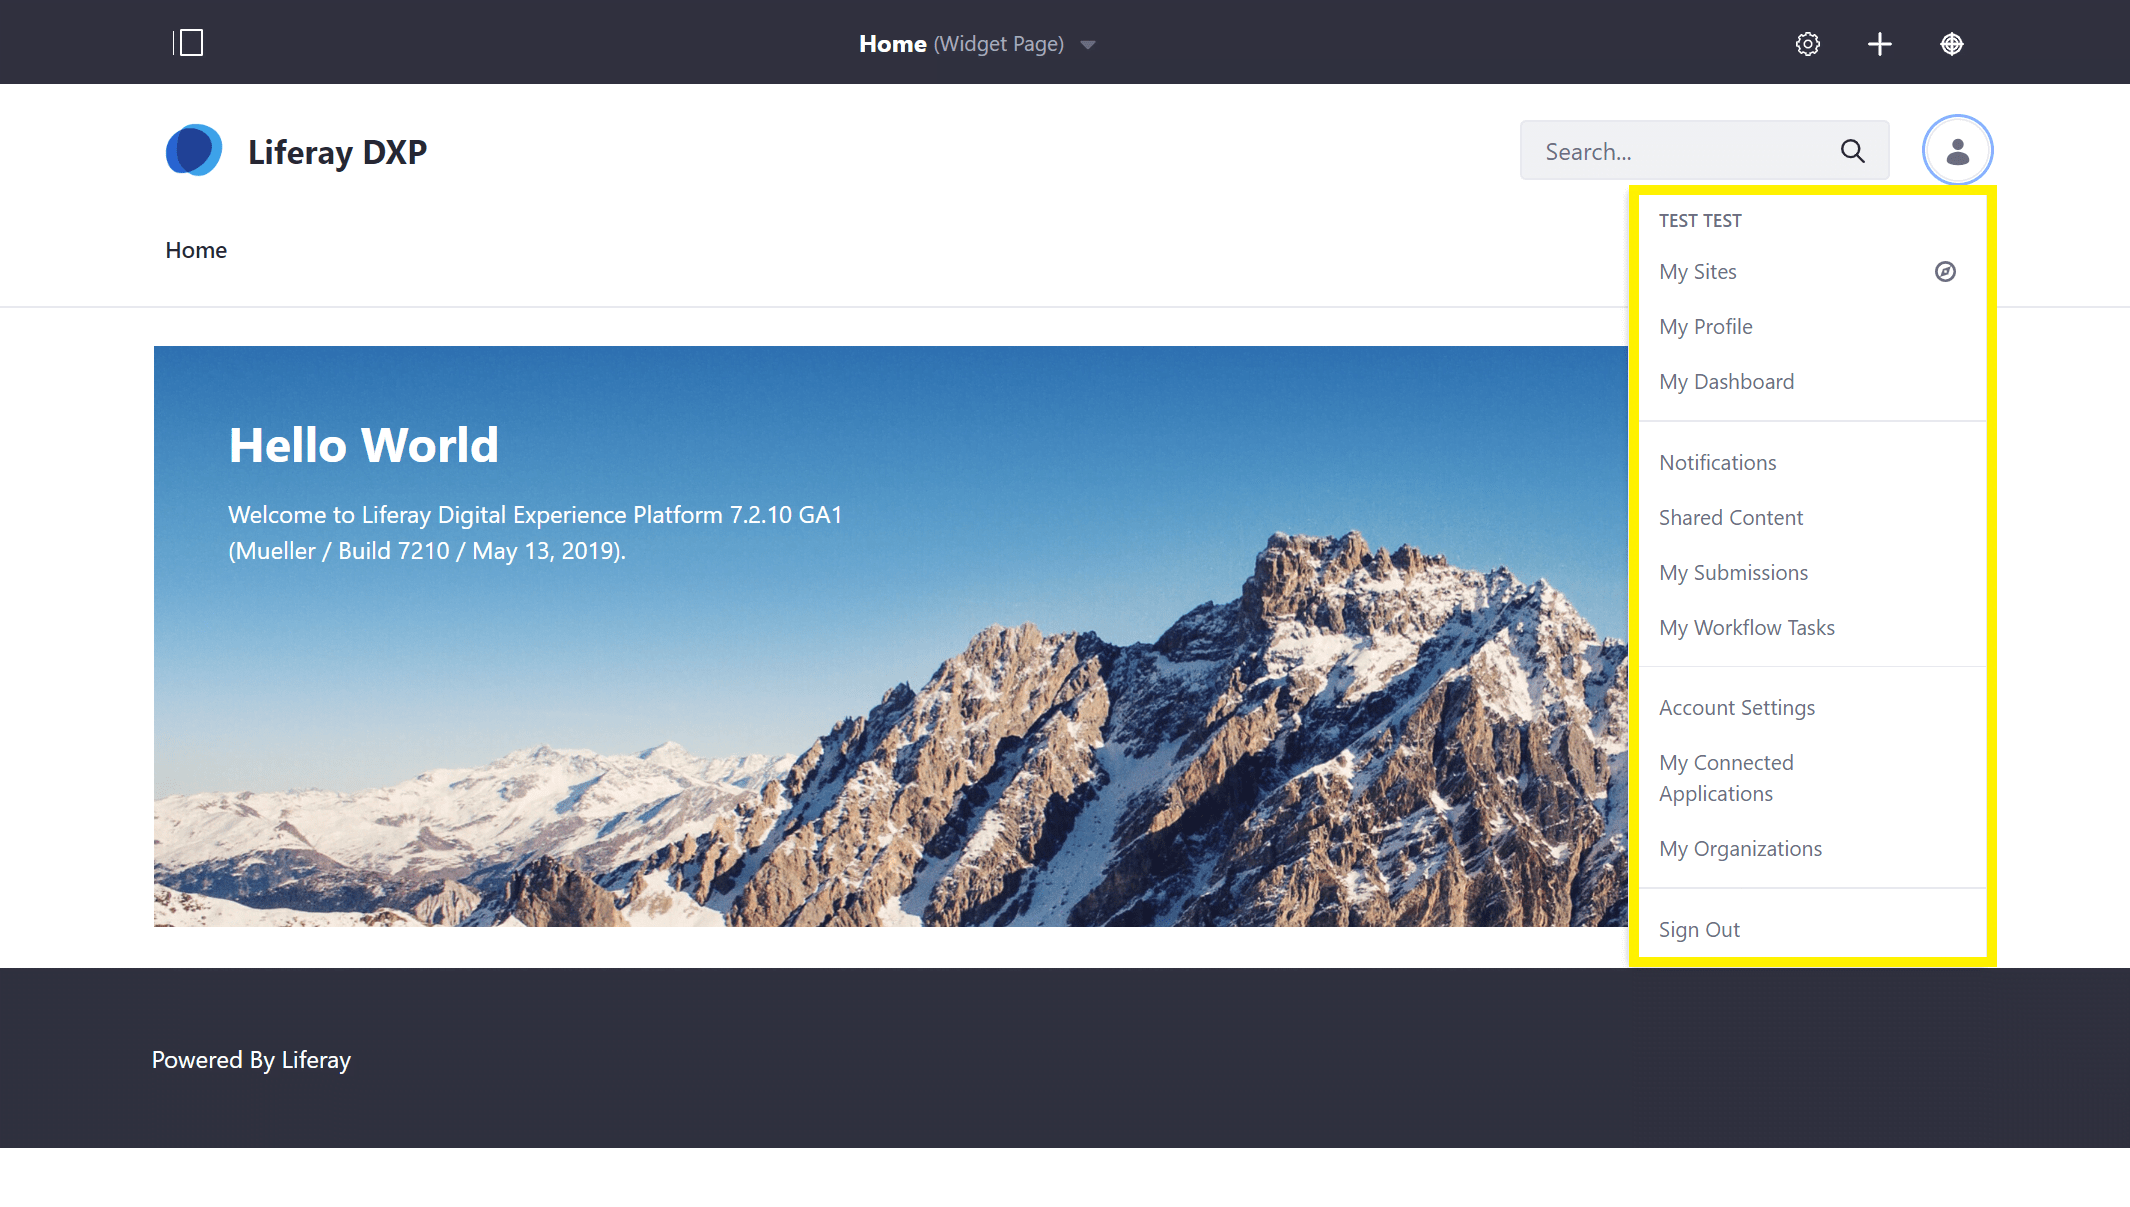 Home (Widget Page)
Liferay DXP
Search...
Home
TEST TEST
My Sites
My Profile
My Dashboard
Notifications
Shared Content
My Submissions
My Workflow Tasks
Account Settings
My Connected
Applications
My Organizations
Sign Out
Hello World
Welcome to Liferay Digital Experience Platform 7.2.10 GA1
(Mueller / Build 7210 / May 13, 2019).
Powered By Liferay